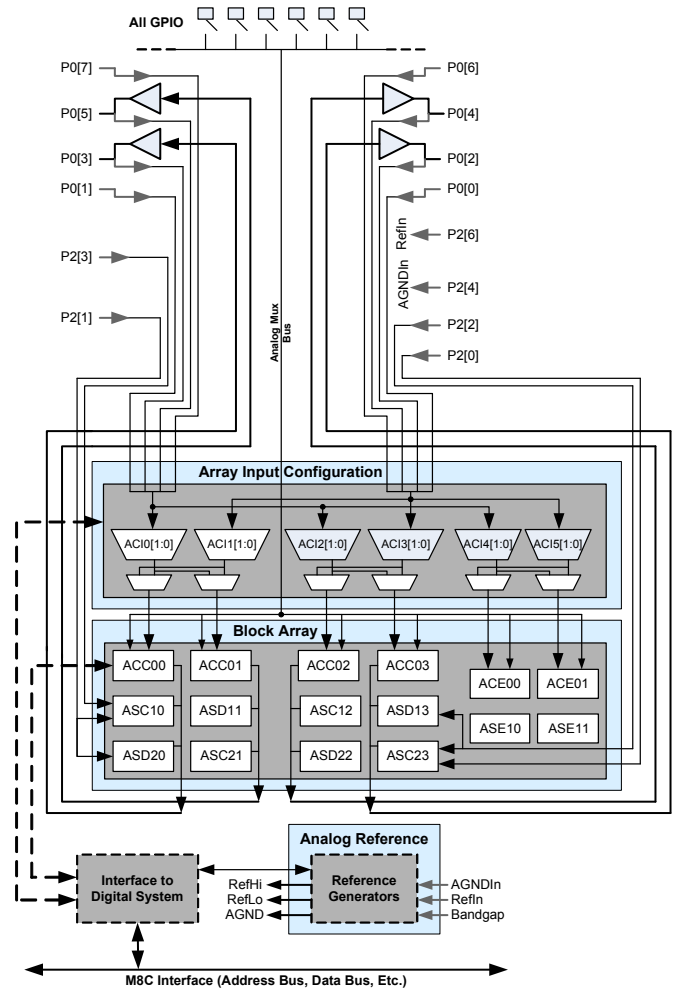 All GPIO
P0[7]
P0[6]
P0[5]
P0[4]
P0[3]
P0[2]
P0[1]
P0[0]
RefIn
P2[6]
P2[3]
AGNDIn
P2[4]
P2[1]
P2[2]
P2[0]
Analog Mux
Bus
Array Input Configuration
ACI0[1:0] ACI1[1:0] ACI2[1:0] ACI3[1:0] ACI4[1:0] ACI5[1:0]
Block Array
ACC00 ACC01 ACC02 ACC03
ACE00 ACE01
ASC10 ASD11 ASC12 ASD13
ASE10 ASE11
ASD20 ASC21 ASD22 ASC23
Analog Reference
Interface to
Digital System
RefHi
RefLo
AGND
Reference
Generators
AGNDIn
RefIn
Bandgap
M8C Interface (Address Bus, Data Bus, Etc.)